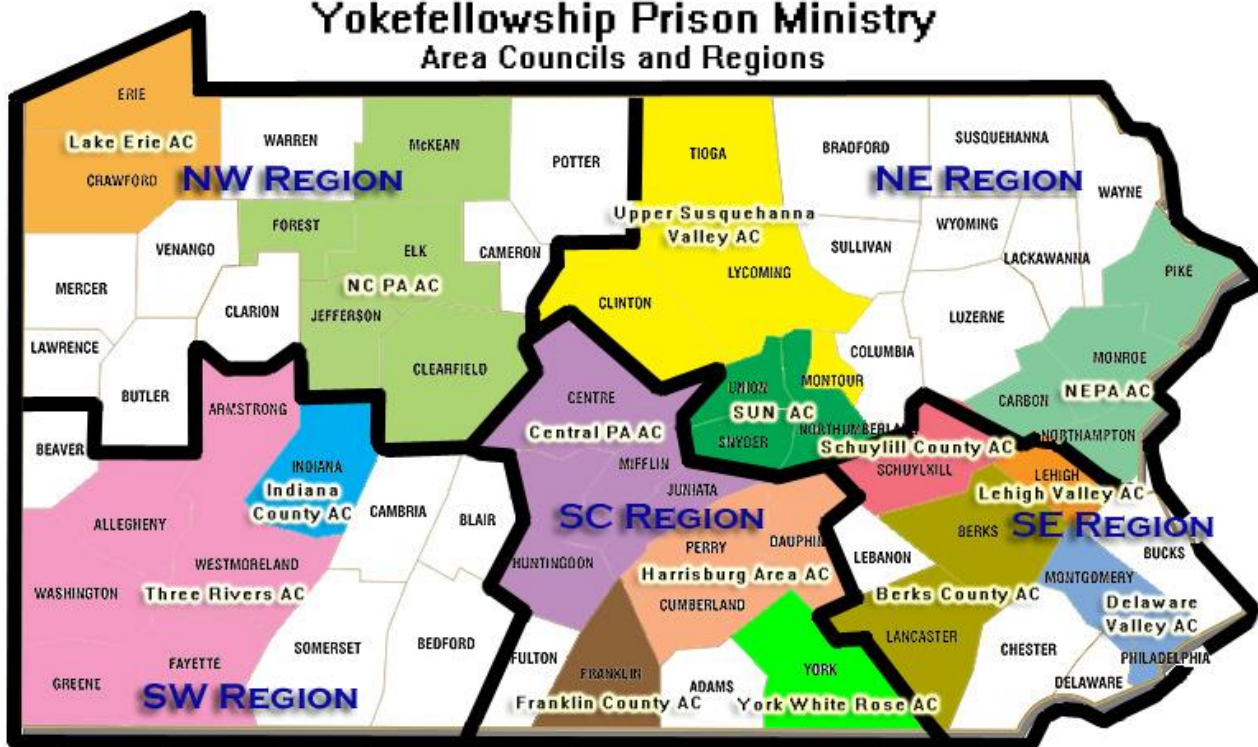 Yokefellowship Prison Ministry
Area Councils and Regions
ERIE
Lake Erie AC
CRAWFORD
WARREN
McKEAN
POTTER
NW REGION
FOREST
VENANGO
ELK
CAMERON
MERCER
NC PA AC
CLARION
JEFFERSON
LAWRENCE
CLEARFIELD
BUTLER
TIOGA
BRADFORD
SUSQUEHANNA
WAYNE
NE REGION
Upper Susquehanna
Valley AC
WYOMING
SULLIVAN
LACKAWANNA
PIKE
LYCOMING
CLINTON
LUZERNE
COLUMBIA
MONROE
MONTOUR
UNION
NEPA AC
CARBON
SUN AC
SNYDER
NORTHUMBERLAN
NORTHAMPTON
ARMSTRONG
BEAVER
INDIANA
Indiana
County AC
ALLEGHENY
CAMBRIA
BLAIR
WESTMORELAND
WASHINGTON
Three Rivers AC
SOMERSET
BEDFORD
FAYETTE
GREENE
SW REGION
CENTRE
Central PA AC
MIFFLIN
JUNIATA
SC REGION
HUNTINGDON
PERRY
DAUPHIN
Harrisburg Area AC
CUMBERLAND
FULTON
FRANKLIN
Franklin County AC
ADAMS
YORK
York White Rose AC
Schuylill County AC
SCHUYLKILL
LEHIGH
Lehigh Valley AC
SE REGION
BERKS
BUCKS
LEBANON
MONTGOMERY
Berks County AC
Delaware
Valley AC
LANCASTER
CHESTER
PHILADELPHIA
DELAWARE